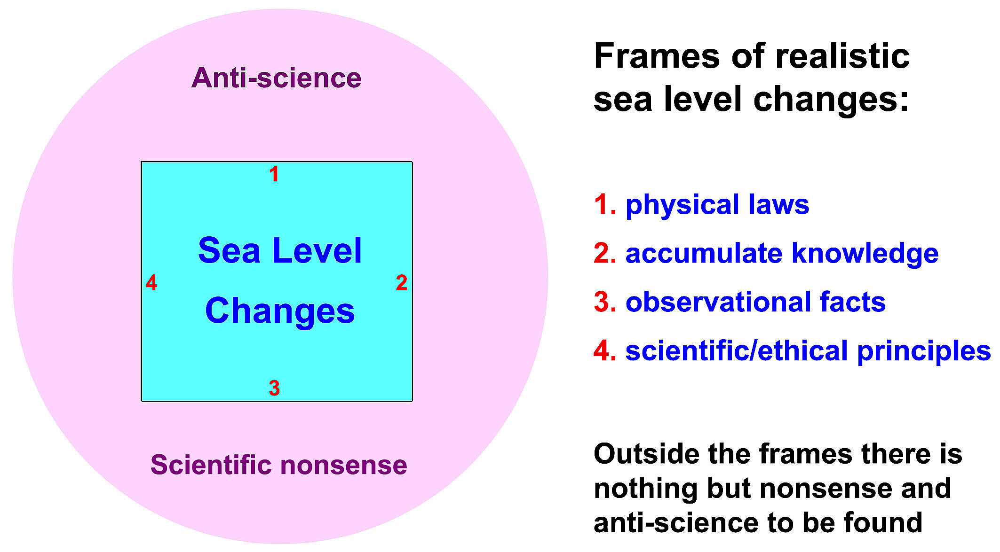 Anti-science
1
Sea Level
4
2
Changes
3
Scientific nonsense
Frames of realistic
sea level changes:
1. physical laws
2. accumulate knowledge
3. observational facts
4. scientific/ethical principles
Outside the frames there is
nothing but nonsense and
anti-science to be found